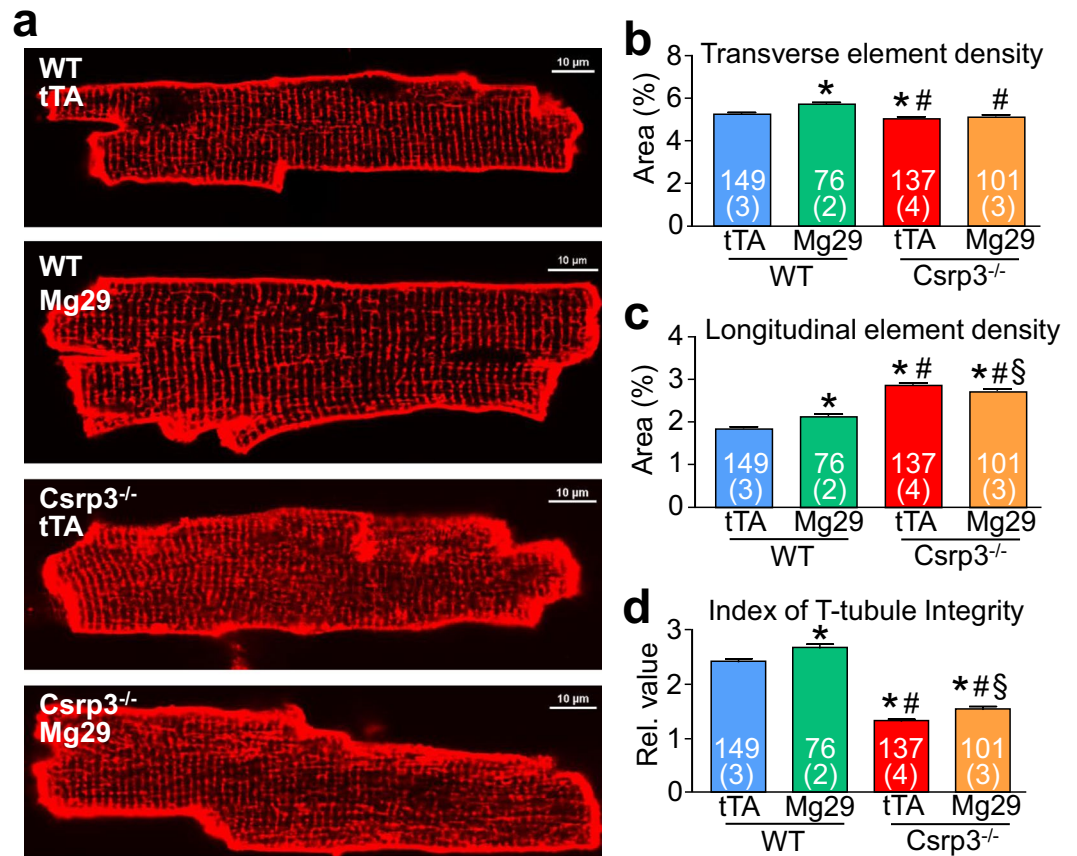 a
WT
tTA
10 µm
WT
Mg29
10 µm
Csrp3-/-
tTA
10 µm
Csrp3-/-
Mg29
10 µm
b
Transverse element density
Area (%)
8
6
4
2
0
*
* #
#
149 76 137 101
(3) (2) (4) (3)
tTA Mg29 tTA Mg29
WT Csrp3-/-
c
Longitudinal element density
Area (%)
4
3
2
1
0
*
* #
*#§
149 76 137 101
(3) (2) (4) (3)
tTA Mg29 tTA Mg29
WT Csrp3-/-
d
Index of T-tubule Integrity
Rel. value
3
2
1
0
*
* #
*#§
149 76 137 101
(3) (2) (4) (3)
tTA Mg29 tTA Mg29
WT Csrp3-/-